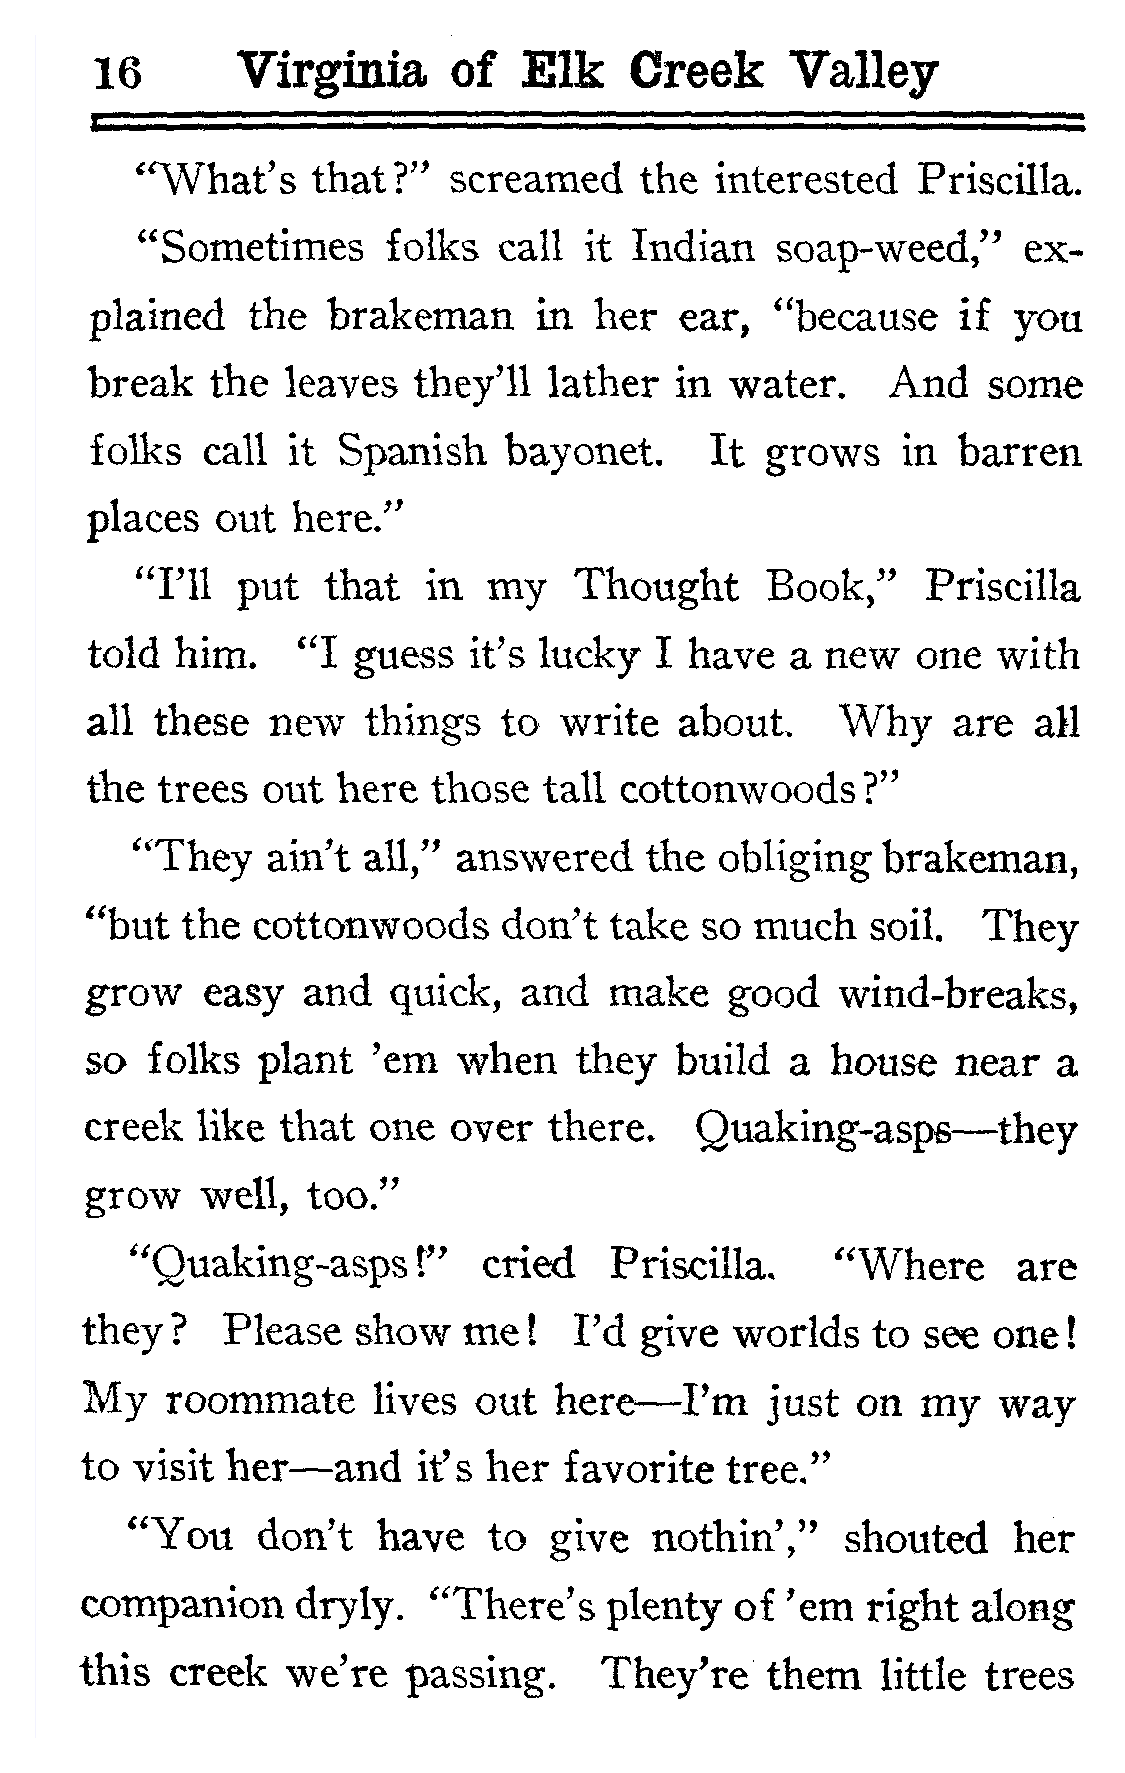 16 Virginia of Elk Creek Valley
“What’s that?” screamed the interested Priscilla.
“Sometimes folks call it Indian soap-weed,” ex-
plained the brakeman in her ear, “because if you
break the leaves they’ll lather in water. And some
folks call it Spanish bayonet. It grows in barren
places out here.”
“I’ll put that in my Thought Book,” Priscilla
told him. “I guess it’s lucky I have a new one with
all these new things to write about. Why are all
the trees out here those tall cottonwoods?”
“They ain’t all,” answered the obliging brakeman,
“but the cottonwoods don’t take so much soil. They
grow easy and quick, and make good wind-breaks,
so folks plant ’em when they build a house near a
creek like that one over there. Quaking-asps—they
grow well, too.”
“Quaking-asps!” cried Priscilla. “Where are
they? Please show me! I’d give worlds to see one!
My roommate lives out here—I’m just on my way
to visit her—and it’s her favorite tree.”
“You don’t have to give nothin’,” shouted her
companion dryly. “There’s plenty of ’em right along
this creek we’re passing. They’re them little trees